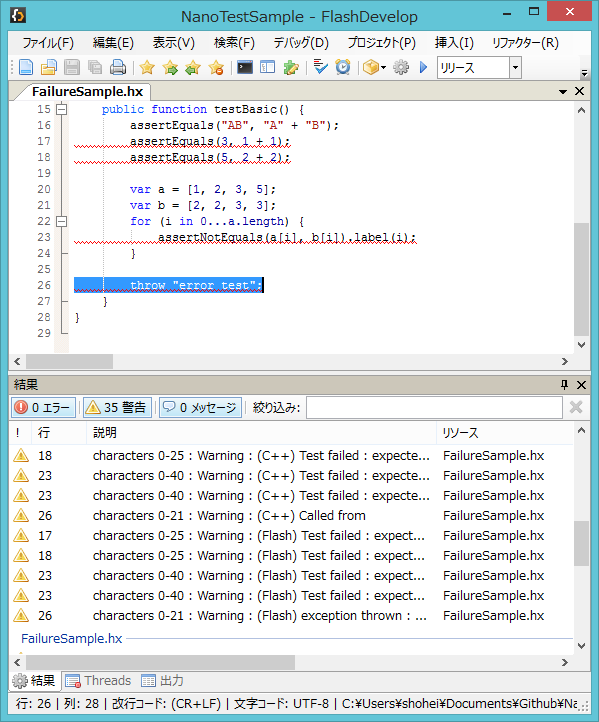 NanoTestSample - FlashDevelop
ファイル(F) 編集(E) 表示(V) 検索(F) デバッグ(D) プロジェクト(P) 挿入(I) リファクター(R)
リリース
FailureSample.hx
15 public function testBasic() {
16 assertEquals("AB", "A" + "B");
17 assertEquals(3, 1 + 1);
18 assertEquals(5, 2 + 2);
19
20 var a = [1, 2, 3, 5];
21 var b = [2, 2, 3, 3];
22 for (i in 0...a.length) {
23 assertNotEquals(a[i], b[i]).label(i);
24 }
25
26 throw "error test";
27 }
28 }
29
結果
0 エラー 35 警告 0 メッセージ 絞り込み:
! 行 説明 リソース
18 characters 0-25 : Warning : (C++) Test failed : expecte... FailureSample.hx
23 characters 0-40 : Warning : (C++) Test failed : expecte... FailureSample.hx
23 characters 0-40 : Warning : (C++) Test failed : expecte... FailureSample.hx
26 characters 0-21 : Warning : (C++) Called from FailureSample.hx
17 characters 0-25 : Warning : (Flash) Test failed : expect... FailureSample.hx
18 characters 0-25 : Warning : (Flash) Test failed : expect... FailureSample.hx
23 characters 0-40 : Warning : (Flash) Test failed : expect... FailureSample.hx
23 characters 0-40 : Warning : (Flash) Test failed : expect... FailureSample.hx
26 characters 0-21 : Warning : (Flash) exception thrown : ... FailureSample.hx
FailureSample.hx
結果 Threads 出力
行: 26 | 列: 28 | 改行コード: (CR+LF) | 文字コード: UTF-8 | C:¥Users¥shohei¥Documents¥Github¥Na